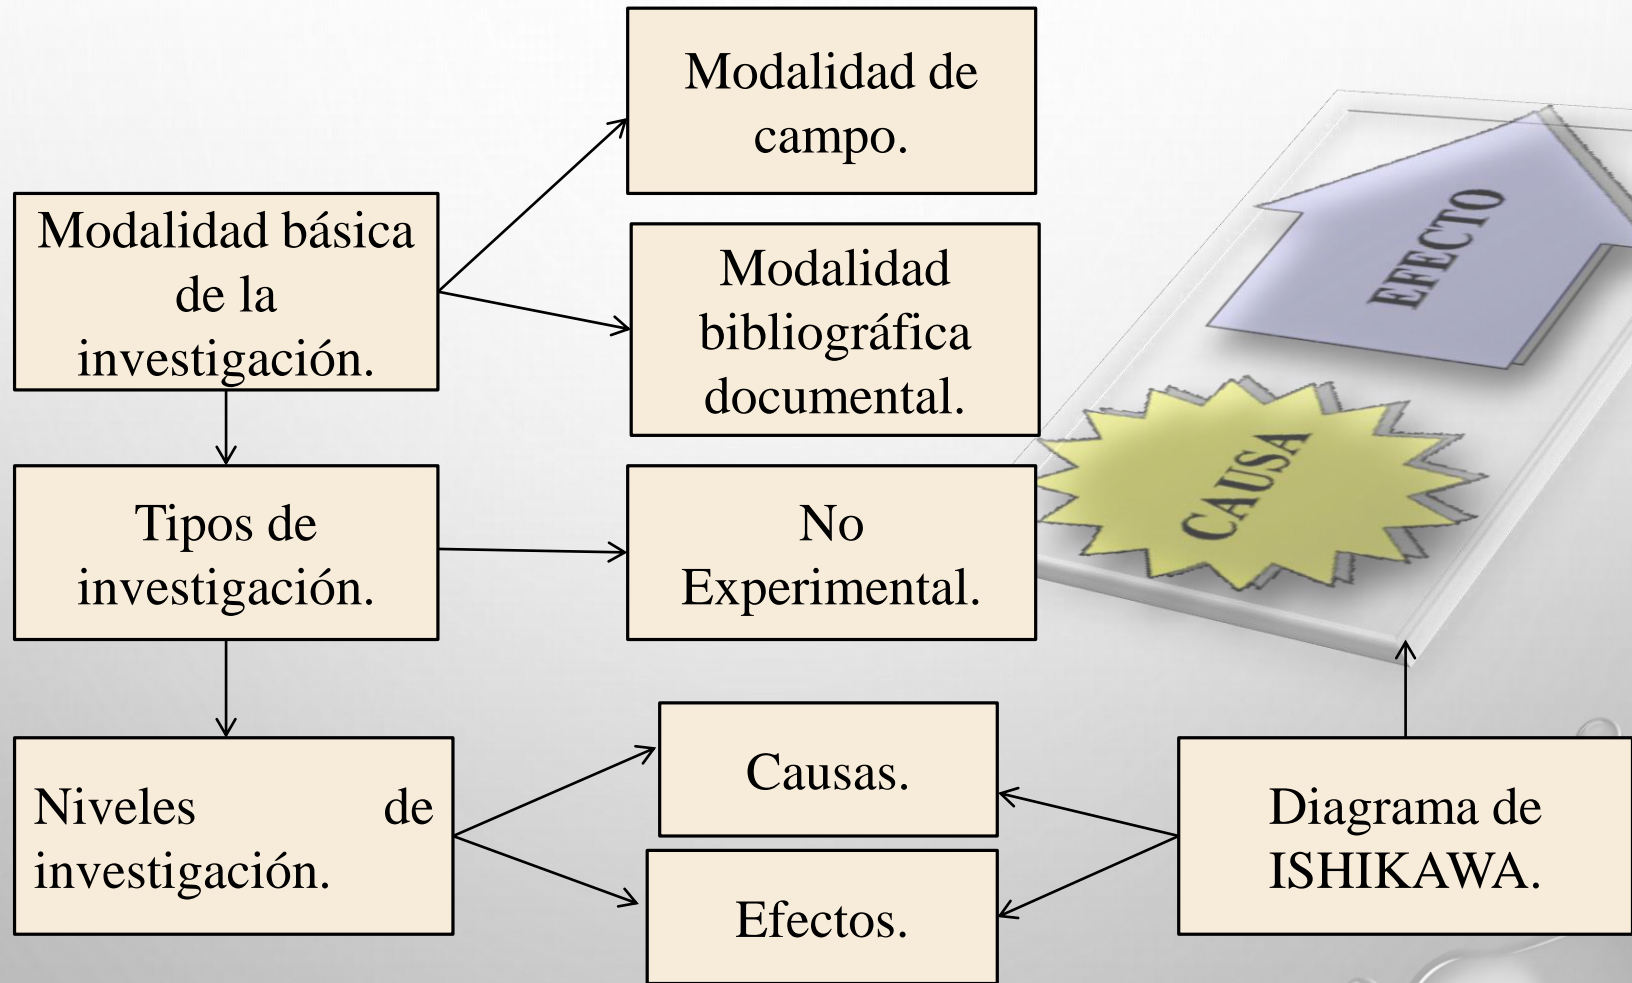 Modalidad de
campo.
Modalidad básica
de la
investigación.
Modalidad
bibliográfica
documental.
EFECTO
CAUSA
Tipos de
investigación.
No
Experimental.
Niveles de
investigación.
Causas.
Efectos.
Diagrama de
ISHIKAWA.